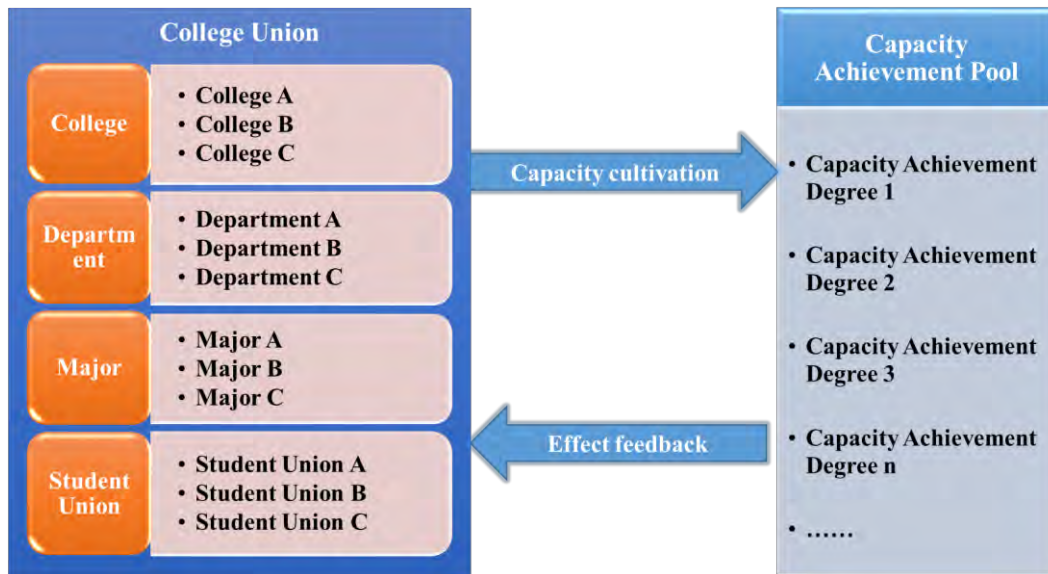 College Union
College
• College A
• College B
• College C
Departm
ent
• Department A
• Department B
• Department C
Major
• Major A
• Major B
• Major C
Student
Union
• Student Union A
• Student Union B
• Student Union C
Capacity cultivation
Effect feedback
Capacity
Achievement Pool
• Capacity Achievement
Degree 1
• Capacity Achievement
Degree 2
• Capacity Achievement
Degree 3
• Capacity Achievement
Degree n
• ......